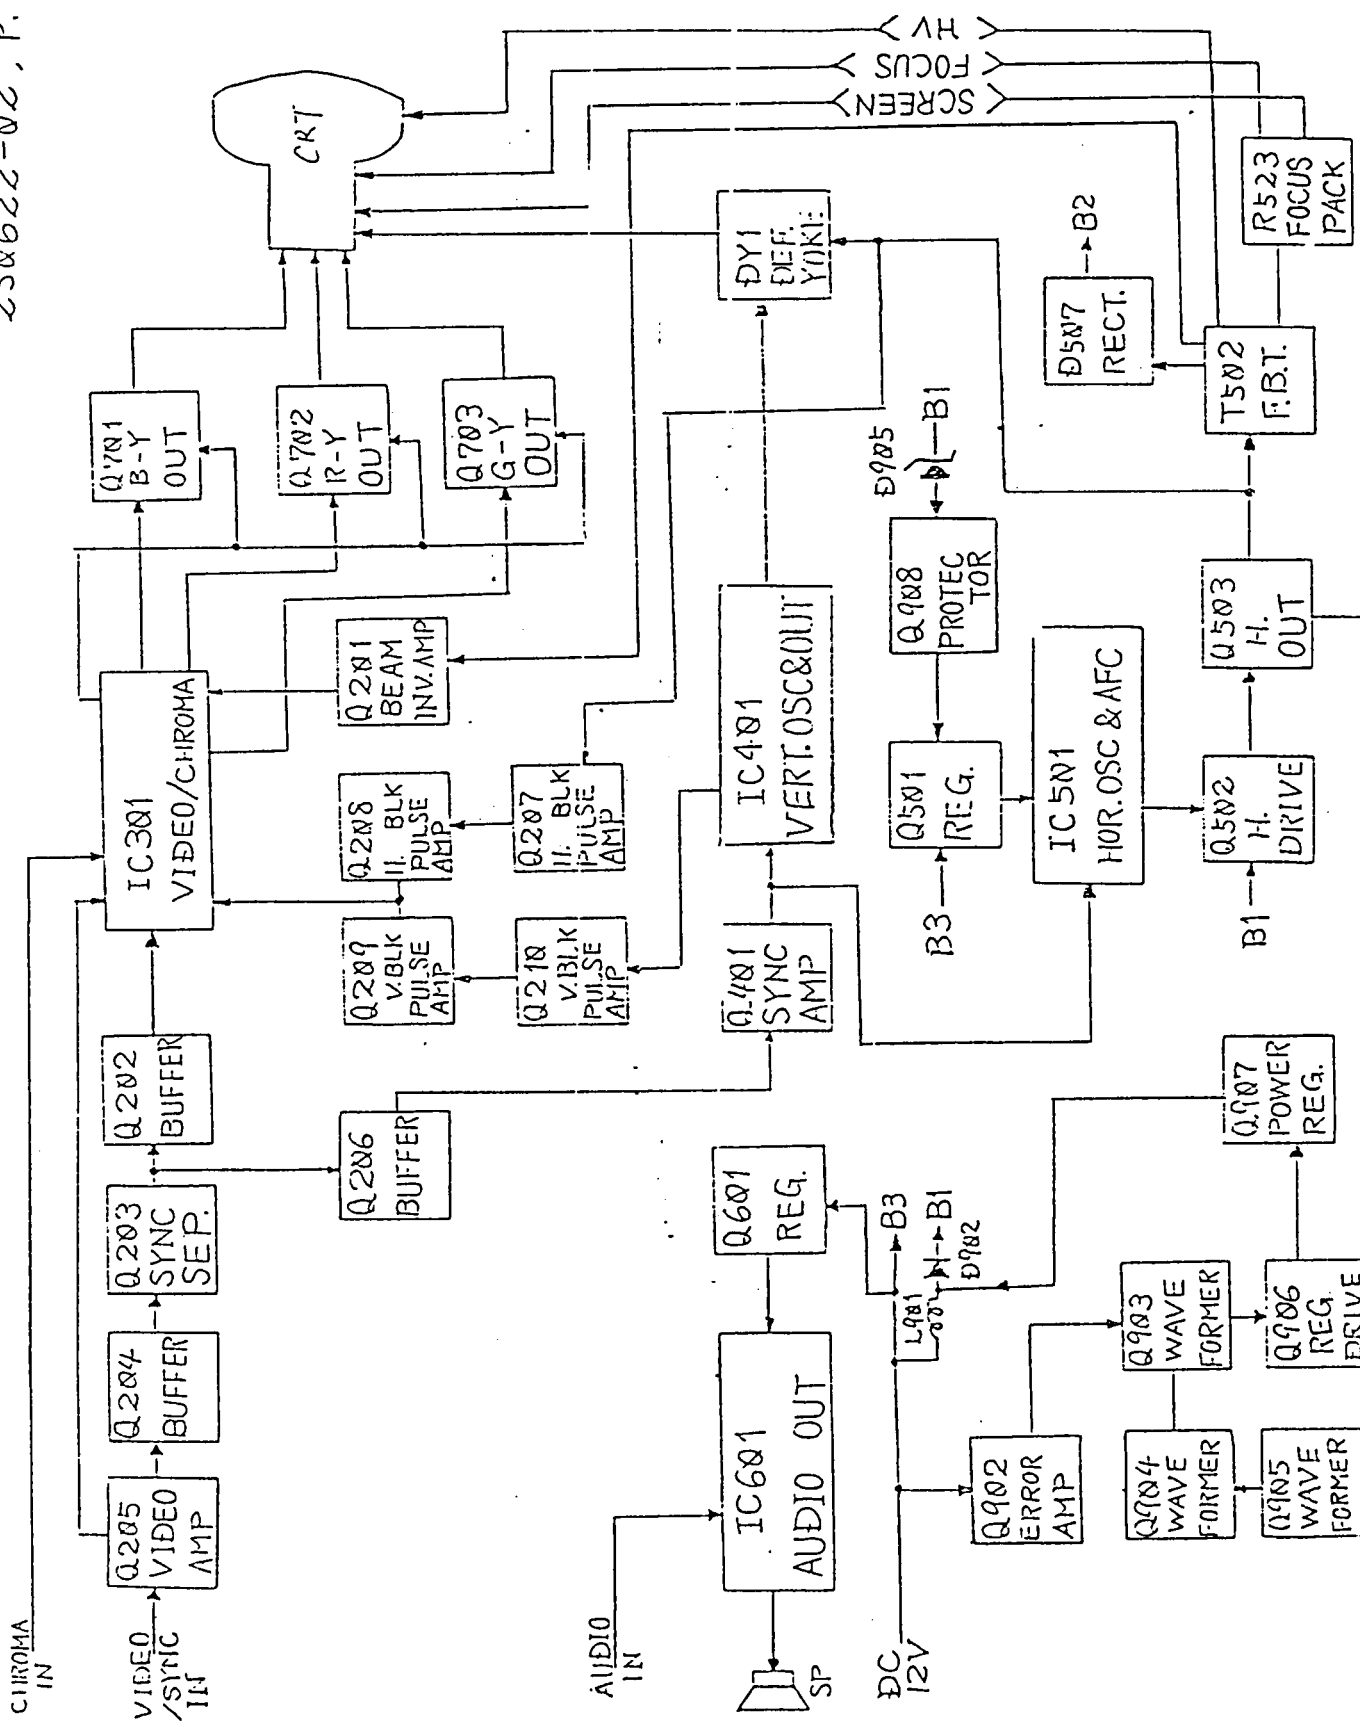 CHROMA
IN
VIDEO
/SYNC
IN
Q205
VIDEO
AMP
Q204
BUFFER
Q203
SYNC
SEP.
Q202
BUFFER
IC301
VIDEO/CHROMA
Q701
B-Y
OUT
Q702
R-Y
OUT
Q703
G-Y
OUT
CRT
Q206
BUFFER
Q209
V.BLK
PULSE
AMP
Q208
H. BLK
PULSE
AMP
Q201
BEAM
INV.AMP
Q210
V.BLK
PULSE
AMP
Q207
H. BLK
PULSE
AMP
AUDIO
IN
SP
IC601
AUDIO OUT
Q601
REG.
Q401
SYNC
AMP
IC401
VERT.OSC&OUT
DY1
DEF.
YOKE
DC
12V
L901
B3
B1
D902
B3
Q501
REG.
Q908
PROTEC
TOR
D905
B1
Q902
ERROR
AMP
IC501
HOR.OSC & AFC
D507
RECT.
B2
Q904
WAVE
FORMER
Q903
WAVE
FORMER
Q905
WAVE
FORMER
Q906
REG.
DRIVE
Q907
POWER
REG.
B1
Q502
H.
DRIVE
Q503
H.
OUT
T502
F.B.T.
R523
FOCUS
PACK
SCREEN
FOCUS
HV